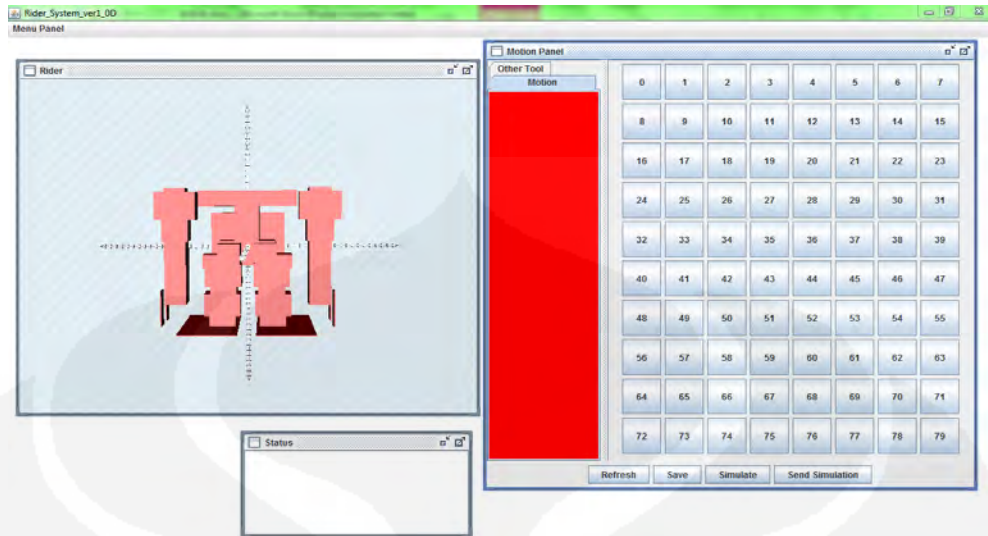 Rider_System_ver1_0D
Menu Panel
Rider
Status
Motion Panel
Other Tool
Motion
0 1 2 3 4 5 6 7
8 9 10 11 12 13 14 15
16 17 18 19 20 21 22 23
24 25 26 27 28 29 30 31
32 33 34 35 36 37 38 39
40 41 42 43 44 45 46 47
48 49 50 51 52 53 54 55
56 57 58 59 60 61 62 63
64 65 66 67 68 69 70 71
72 73 74 75 76 77 78 79
Refresh Save Simulate Send Simulation